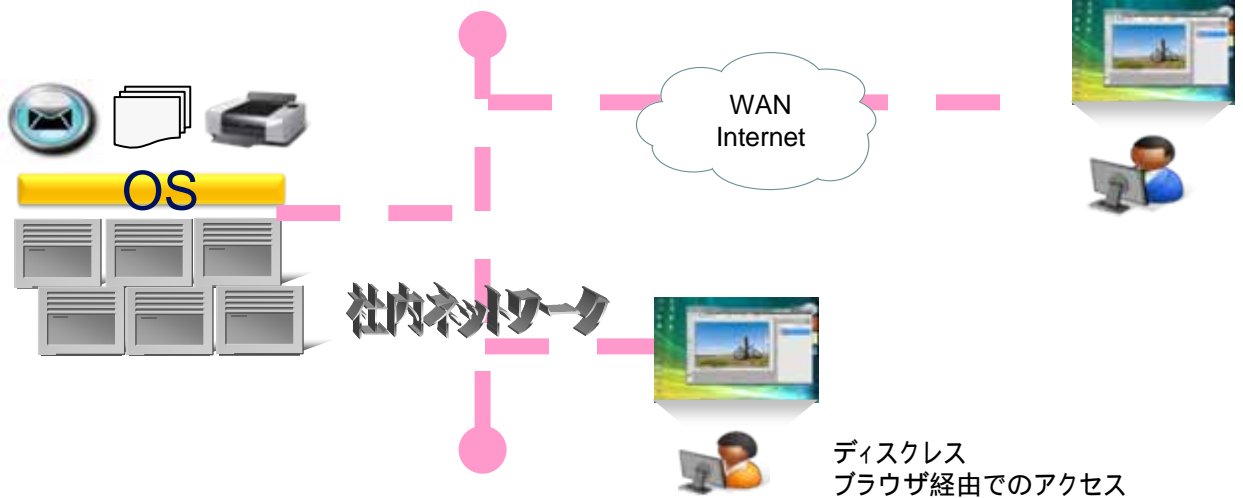 WAN
Internet
OS
社内ネットワーク
ディスクレス
ブラウザ経由でのアクセス